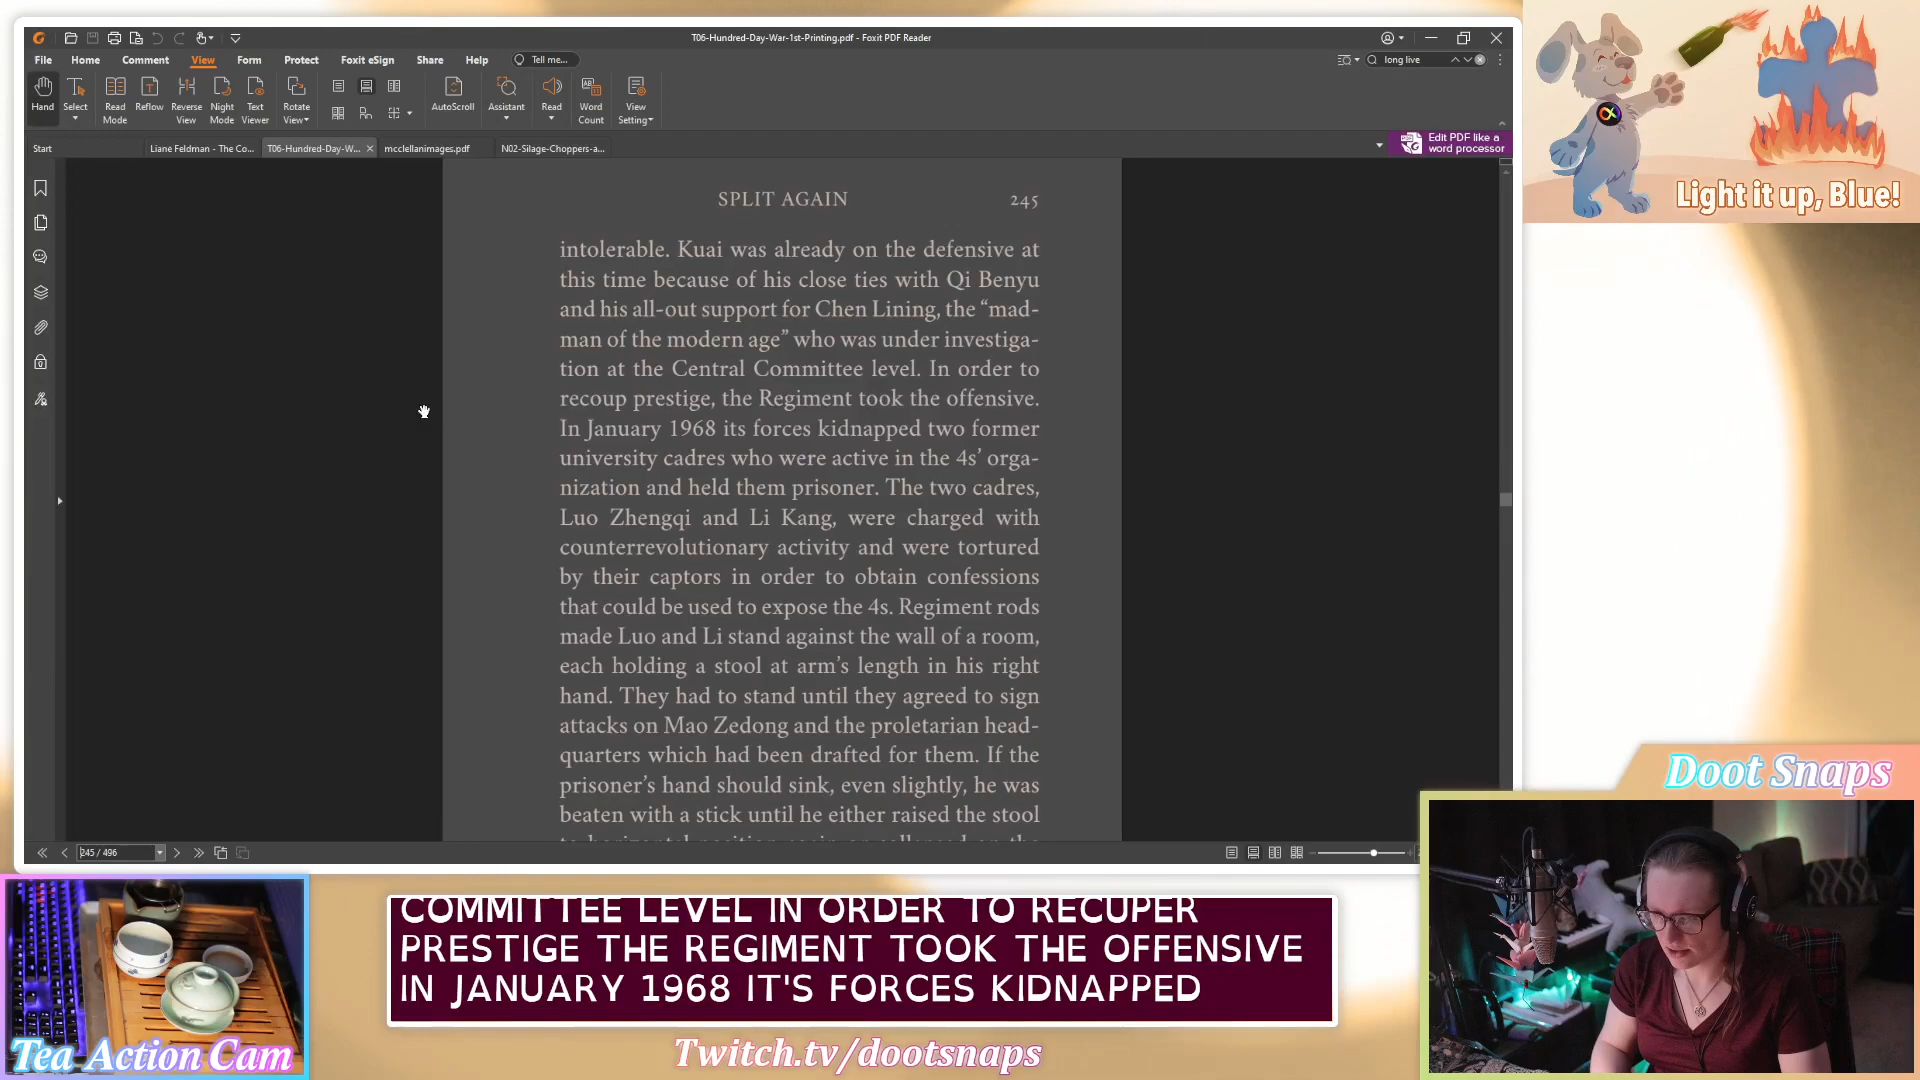 T06-Hundred-Day-War-1st-Printing.pdf - Foxit PDF Reader
File Home Comment View Form Protect Foxit eSign Share Help Tell me... long live
Hand Select Read Mode Reflow Reverse View Night Mode Text Viewer Rotate View AutoScroll Assistant Read Word Count View Setting
Start Liane Feldman - The Co... T06-Hundred-Day-W... mcclellanimages.pdf N02-Silage-Choppers-a...
Edit PDF like a
word processor
SPLIT AGAIN 245
intolerable. Kuai was already on the defensive at
this time because of his close ties with Qi Benyu
and his all-out support for Chen Lining, the “mad-
man of the modern age” who was under investiga-
tion at the Central Committee level. In order to
recoup prestige, the Regiment took the offensive.
In January 1968 its forces kidnapped two former
university cadres who were active in the 4s’ orga-
nization and held them prisoner. The two cadres,
Luo Zhengqi and Li Kang, were charged with
counterrevolutionary activity and were tortured
by their captors in order to obtain confessions
that could be used to expose the 4s. Regiment rods
made Luo and Li stand against the wall of a room,
each holding a stool at arm’s length in his right
hand. They had to stand until they agreed to sign
attacks on Mao Zedong and the proletarian head-
quarters which had been drafted for them. If the
prisoner’s hand should sink, even slightly, he was
beaten with a stick until he either raised the stool
245 / 496
Light it up, Blue!
Doot Snaps
Tea Action Cam
COMMITTEE LEVEL IN ORDER TO RECUPER
PRESTIGE THE REGIMENT TOOK THE OFFENSIVE
IN JANUARY 1968 IT'S FORCES KIDNAPPED
Twitch.tv/dootsnaps